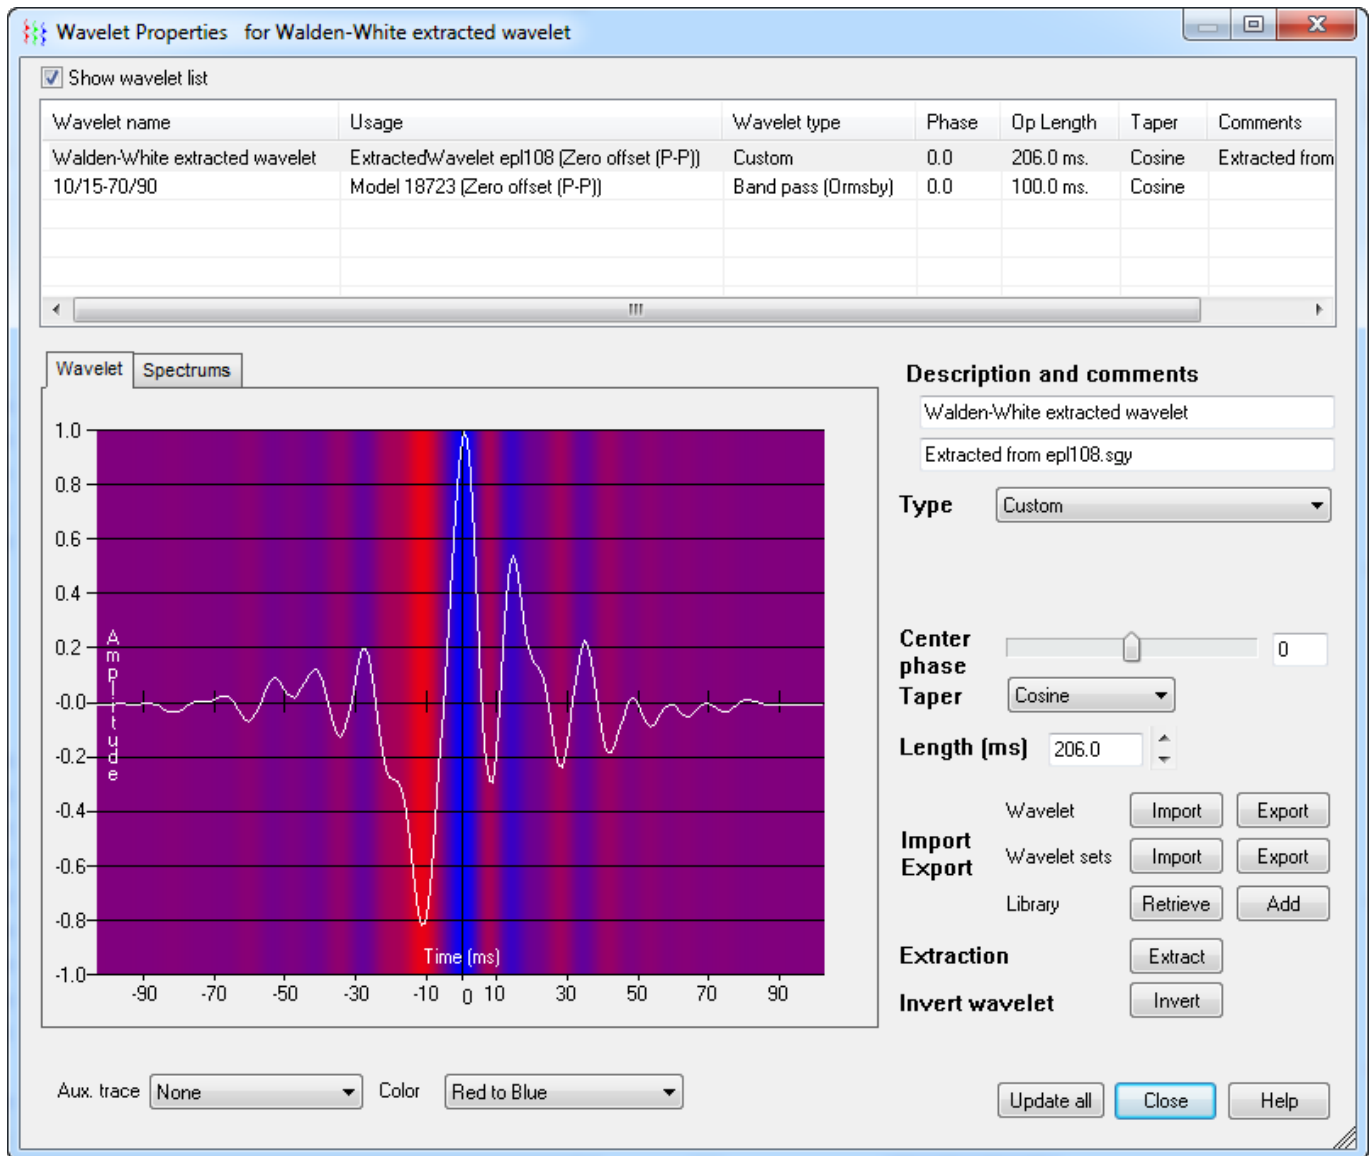 Wavelet Properties for Walden-White extracted wavelet
Show wavelet list
Wavelet name Usage Wavelet type Phase Op Length Taper Comments
Walden-White extracted wavelet ExtractedWavelet epl108 (Zero offset (P-P)) Custom 0.0 206.0 ms. Cosine Extracted from
10/15-70/90 Model 18723 (Zero offset (P-P)) Band pass (Ormsby) 0.0 100.0 ms. Cosine
Wavelet Spectrums
1.0
0.8
0.6
0.4
0.2
-0.0
-0.2
-0.4
-0.6
-0.8
-1.0
Amplitude
Time (ms)
-90 -70 -50 -30 -10 0 10 30 50 70 90
Description and comments
Walden-White extracted wavelet
Extracted from epl108.sgy
Type Custom
Center
phase 0
Taper Cosine
Length (ms) 206.0
Import
Export
Wavelet Import Export
Wavelet sets Import Export
Library Retrieve Add
Extraction Extract
Invert wavelet Invert
Aux. trace None Color Red to Blue
Update all Close Help